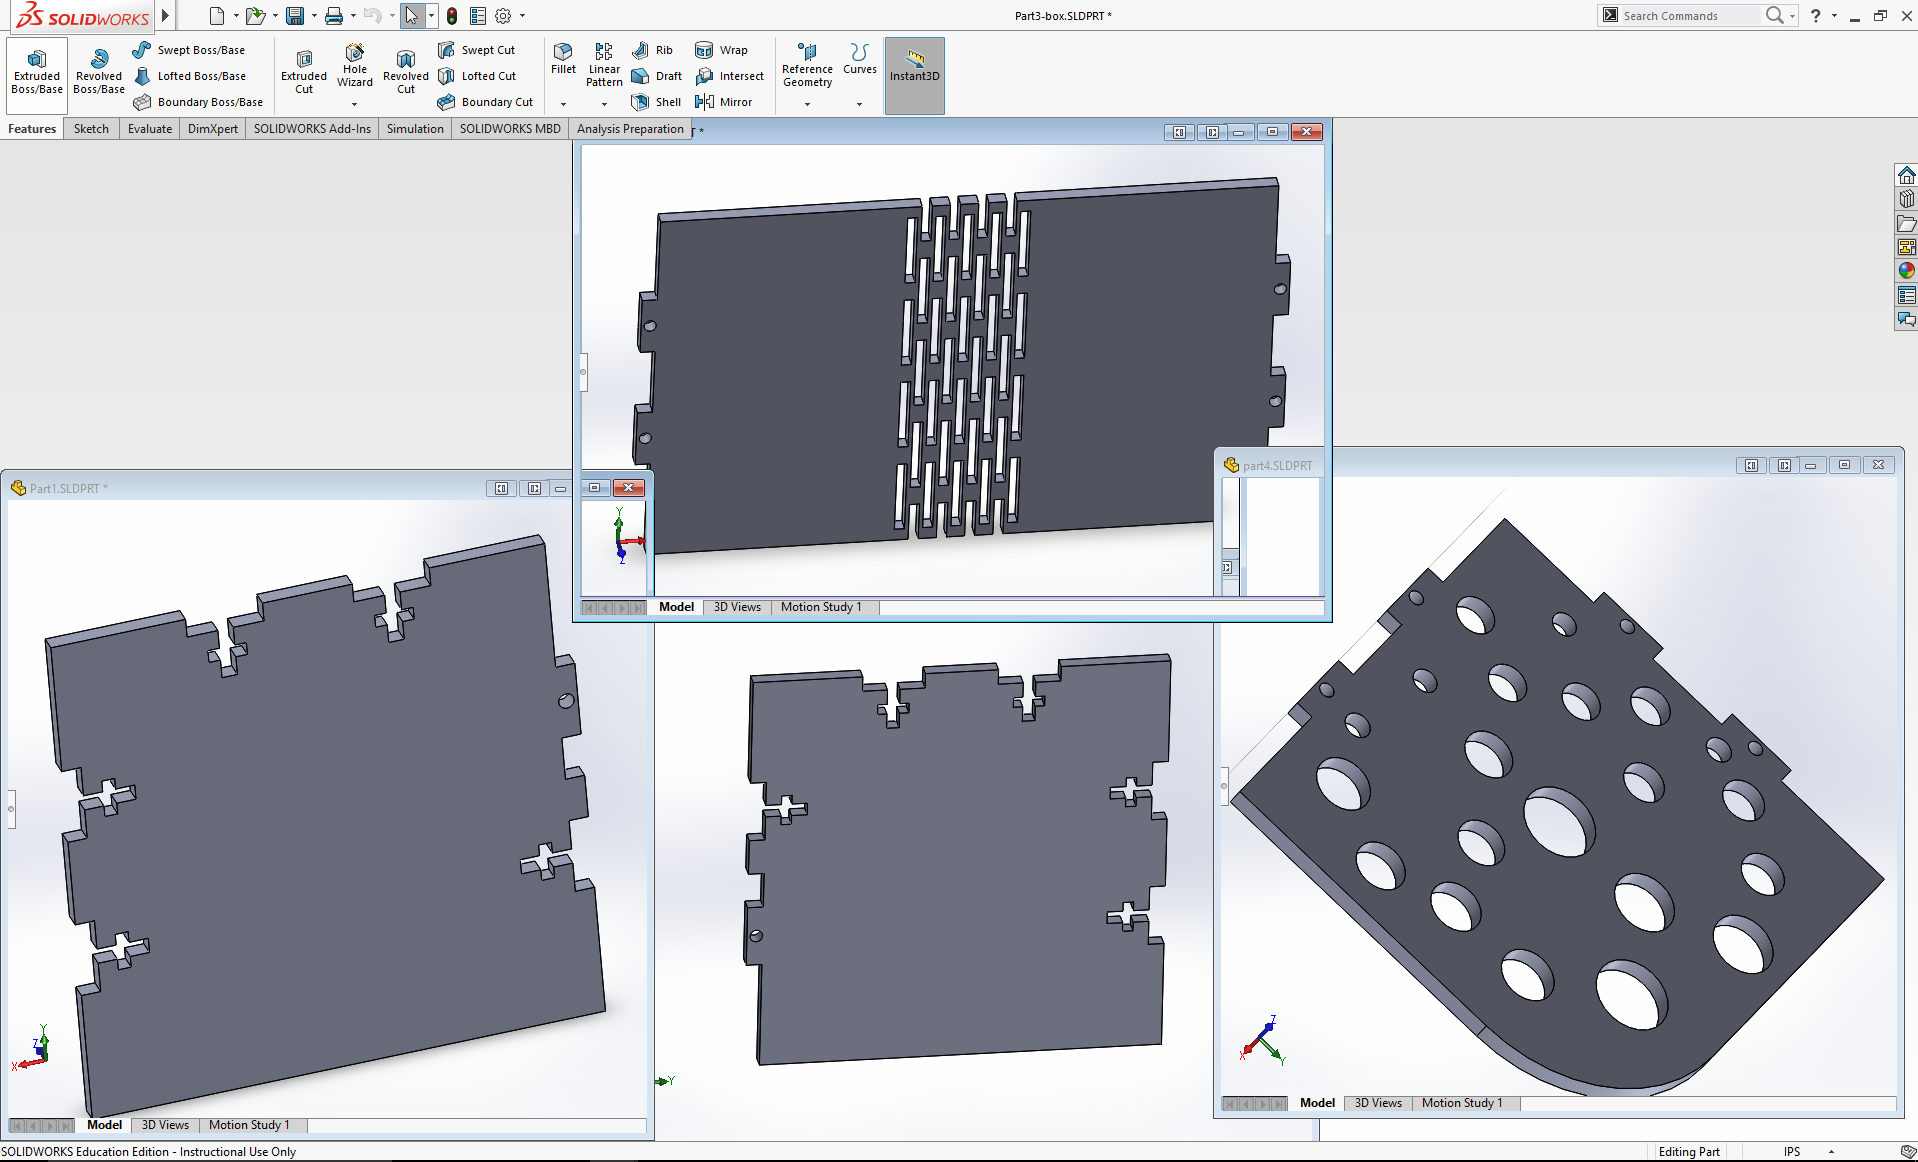 SOLIDWORKS
Part3-box.SLDPRT *
Search Commands
?
Extruded Boss/Base
Revolved Boss/Base
Swept Boss/Base
Lofted Boss/Base
Boundary Boss/Base
Extruded Cut
Hole Wizard
Revolved Cut
Swept Cut
Lofted Cut
Boundary Cut
Fillet
Linear Pattern
Rib
Draft
Shell
Wrap
Intersect
Mirror
Reference Geometry
Curves
Instant3D
Features
Sketch
Evaluate
DimXpert
SOLIDWORKS Add-Ins
Simulation
SOLIDWORKS MBD
Analysis Preparation
T *
part4.SLDPRT
Part1.SLDPRT *
Y
Z
Model
3D Views
Motion Study 1
Y
Z
X
Y
Z
X
Y
Model
3D Views
Motion Study 1
Model
3D Views
Motion Study 1
SOLIDWORKS Education Edition - Instructional Use Only
Editing Part
IPS